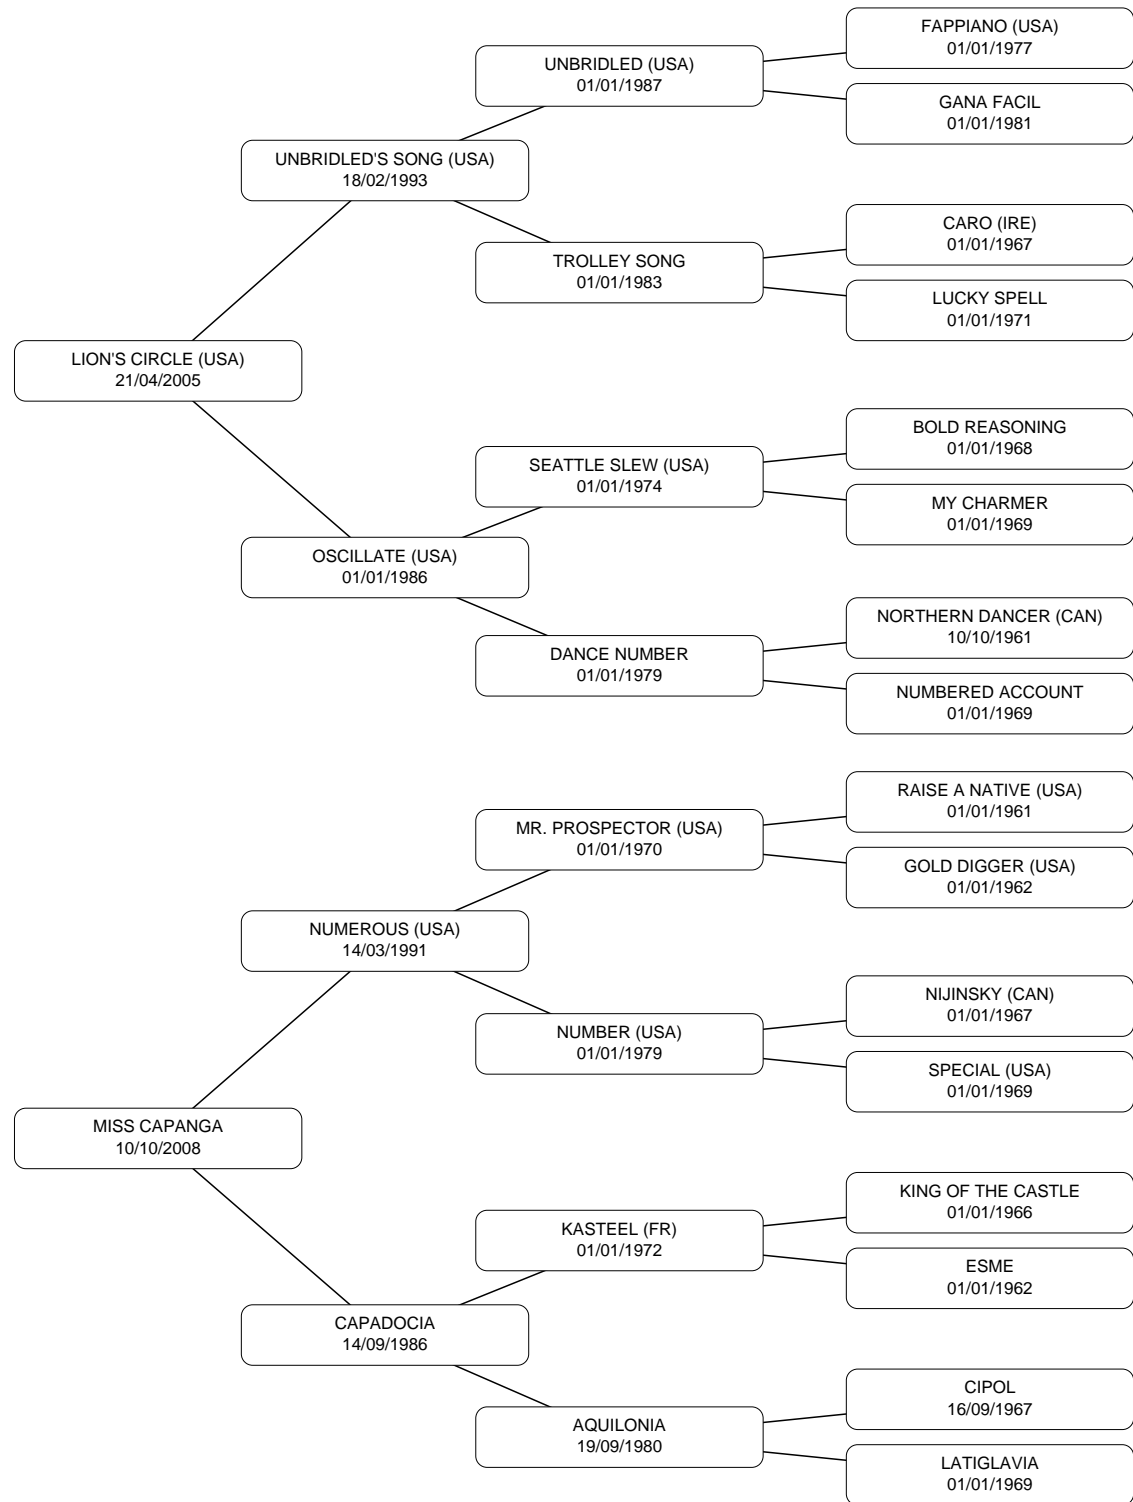 FAPPIANO (USA)
01/01/1977
UNBRIDLED (USA)
01/01/1987
GANA FACIL
01/01/1981
UNBRIDLED'S SONG (USA)
18/02/1993
CARO (IRE)
01/01/1967
TROLLEY SONG
01/01/1983
LUCKY SPELL
01/01/1971
LION'S CIRCLE (USA)
21/04/2005
BOLD REASONING
01/01/1968
SEATTLE SLEW (USA)
01/01/1974
MY CHARMER
01/01/1969
OSCILLATE (USA)
01/01/1986
NORTHERN DANCER (CAN)
10/10/1961
DANCE NUMBER
01/01/1979
NUMBERED ACCOUNT
01/01/1969
RAISE A NATIVE (USA)
01/01/1961
MR. PROSPECTOR (USA)
01/01/1970
GOLD DIGGER (USA)
01/01/1962
NUMEROUS (USA)
14/03/1991
NIJINSKY (CAN)
01/01/1967
NUMBER (USA)
01/01/1979
SPECIAL (USA)
01/01/1969
MISS CAPANGA
10/10/2008
KING OF THE CASTLE
01/01/1966
KASTEEL (FR)
01/01/1972
ESME
01/01/1962
CAPADOCIA
14/09/1986
CIPOL
16/09/1967
AQUILONIA
19/09/1980
LATIGLAVIA
01/01/1969